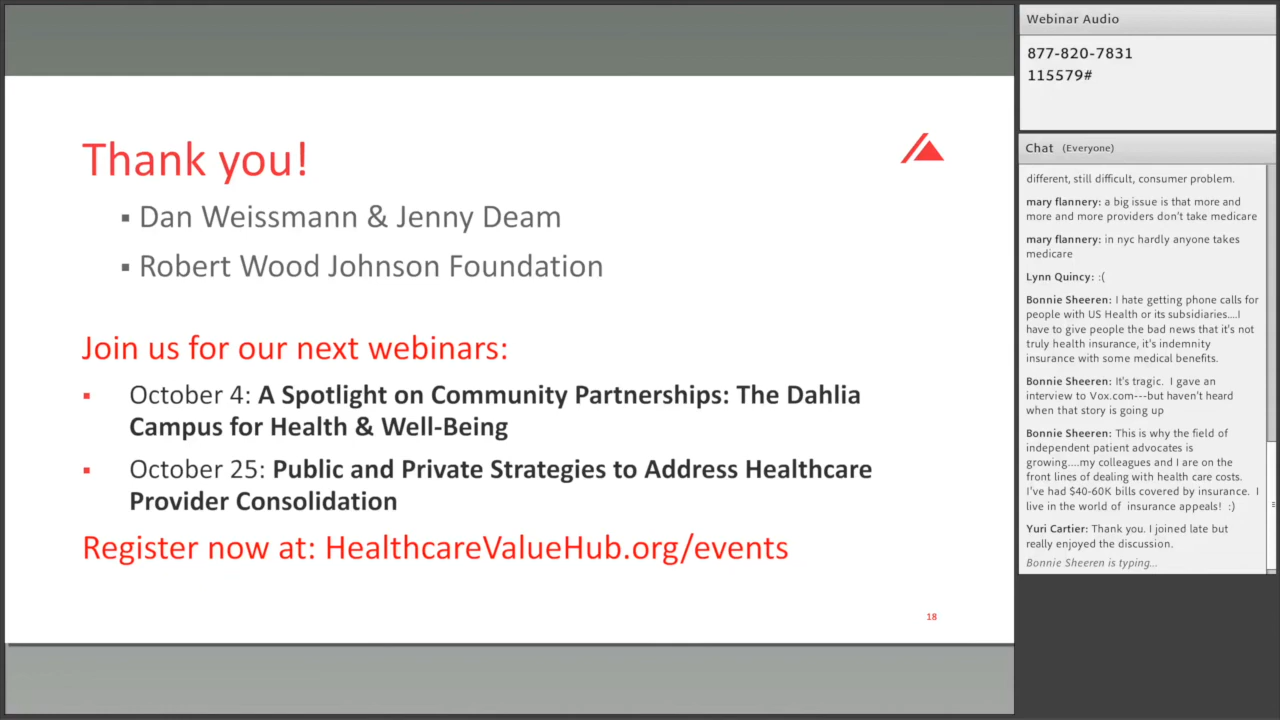 Thank you!
▪ Dan Weissmann & Jenny Deam
▪ Robert Wood Johnson Foundation
Join us for our next webinars:
▪ October 4: A Spotlight on Community Partnerships: The Dahlia
Campus for Health & Well-Being
▪ October 25: Public and Private Strategies to Address Healthcare
Provider Consolidation
Register now at: HealthcareValueHub.org/events
18
Webinar Audio
877-820-7831
115579#
Chat (Everyone)
different, still difficult, consumer problem.
mary flannery: a big issue is that more and
more and more providers don't take medicare
mary flannery: in nyc hardly anyone takes
medicare
Lynn Quincy: :(
Bonnie Sheeren: I hate getting phone calls for
people with US Health or its subsidiaries....I
have to give people the bad news that it's not
truly health insurance, it's indemnity
insurance with some medical benefits.
Bonnie Sheeren: It's tragic.  I gave an
interview to Vox.com---but haven't heard
when that story is going up
Bonnie Sheeren: This is why the field of
independent patient advocates is
growing....my colleagues and I are on the
front lines of dealing with health care costs.
I've had $40-60K bills covered by insurance.  I
live in the world of  insurance appeals!  :)
Yuri Cartier: Thank you. I joined late but
really enjoyed the discussion.
Bonnie Sheeren is typing...